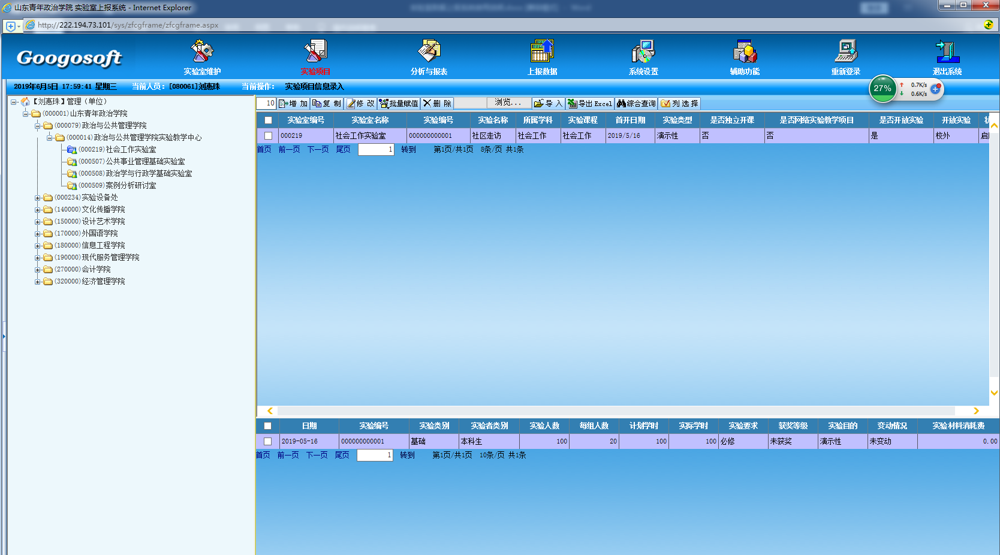 山东青年政治学院 实验室上报系统 - Internet Explorer
http://222.194.73.101/sys/zfcgframe/zfcgframe.aspx
Googosoft
实验室维护 实验项目 分析与报表 上报数据 系统设置 辅助功能 重新登录 退出系统
2019年6月5日 17:59:41 星期三 当前人员：[080061]刘惠珠 当前操作： 实验项目信息录入
27% 0.7K/s
0.6K/s
【刘惠珠】管理（单位）
(000001)山东青年政治学院
(000079)政治与公共管理学院
(000014)政治与公共管理学院实验教学中心
(000219)社会工作实验室
(000507)公共事业管理基础实验室
(000508)政治学与行政学基础实验室
(000509)案例分析研讨室
(000234)实验设备处
(140000)文化传播学院
(150000)设计艺术学院
(170000)外国语学院
(180000)信息工程学院
(190000)现代服务管理学院
(270000)会计学院
(320000)经济管理学院
10 增 加 复 制 修 改 批量赋值 删 除 浏览... 导 入 导出Excel 综合查询 列 选 择
实验室编号 实验室名称 实验编号 实验名称 所属学科 实验课程 首开日期 实验类型 是否独立开课 是否网络实验教学项目 是否开放实验 开放实验
000219 社会工作实验室 000000000001 社区走访 社会工作 社会工作 2019/5/16 演示性 否 否 是 校外
首页 前一页 下一页 尾页 1 转到 第1页/共1页 8条/页 共1条
日期 实验编号 实验类别 实验者类别 实验人数 每组人数 计划学时 实际学时 实验要求 获奖等级 实验目的 变动情况 实验材料消耗费
2019-05-16 000000000001 基础 本科生 100 20 100 100 必修 未获奖 演示性 未变动 0.00
首页 前一页 下一页 尾页 1 转到 第1页/共1页 10条/页 共1条